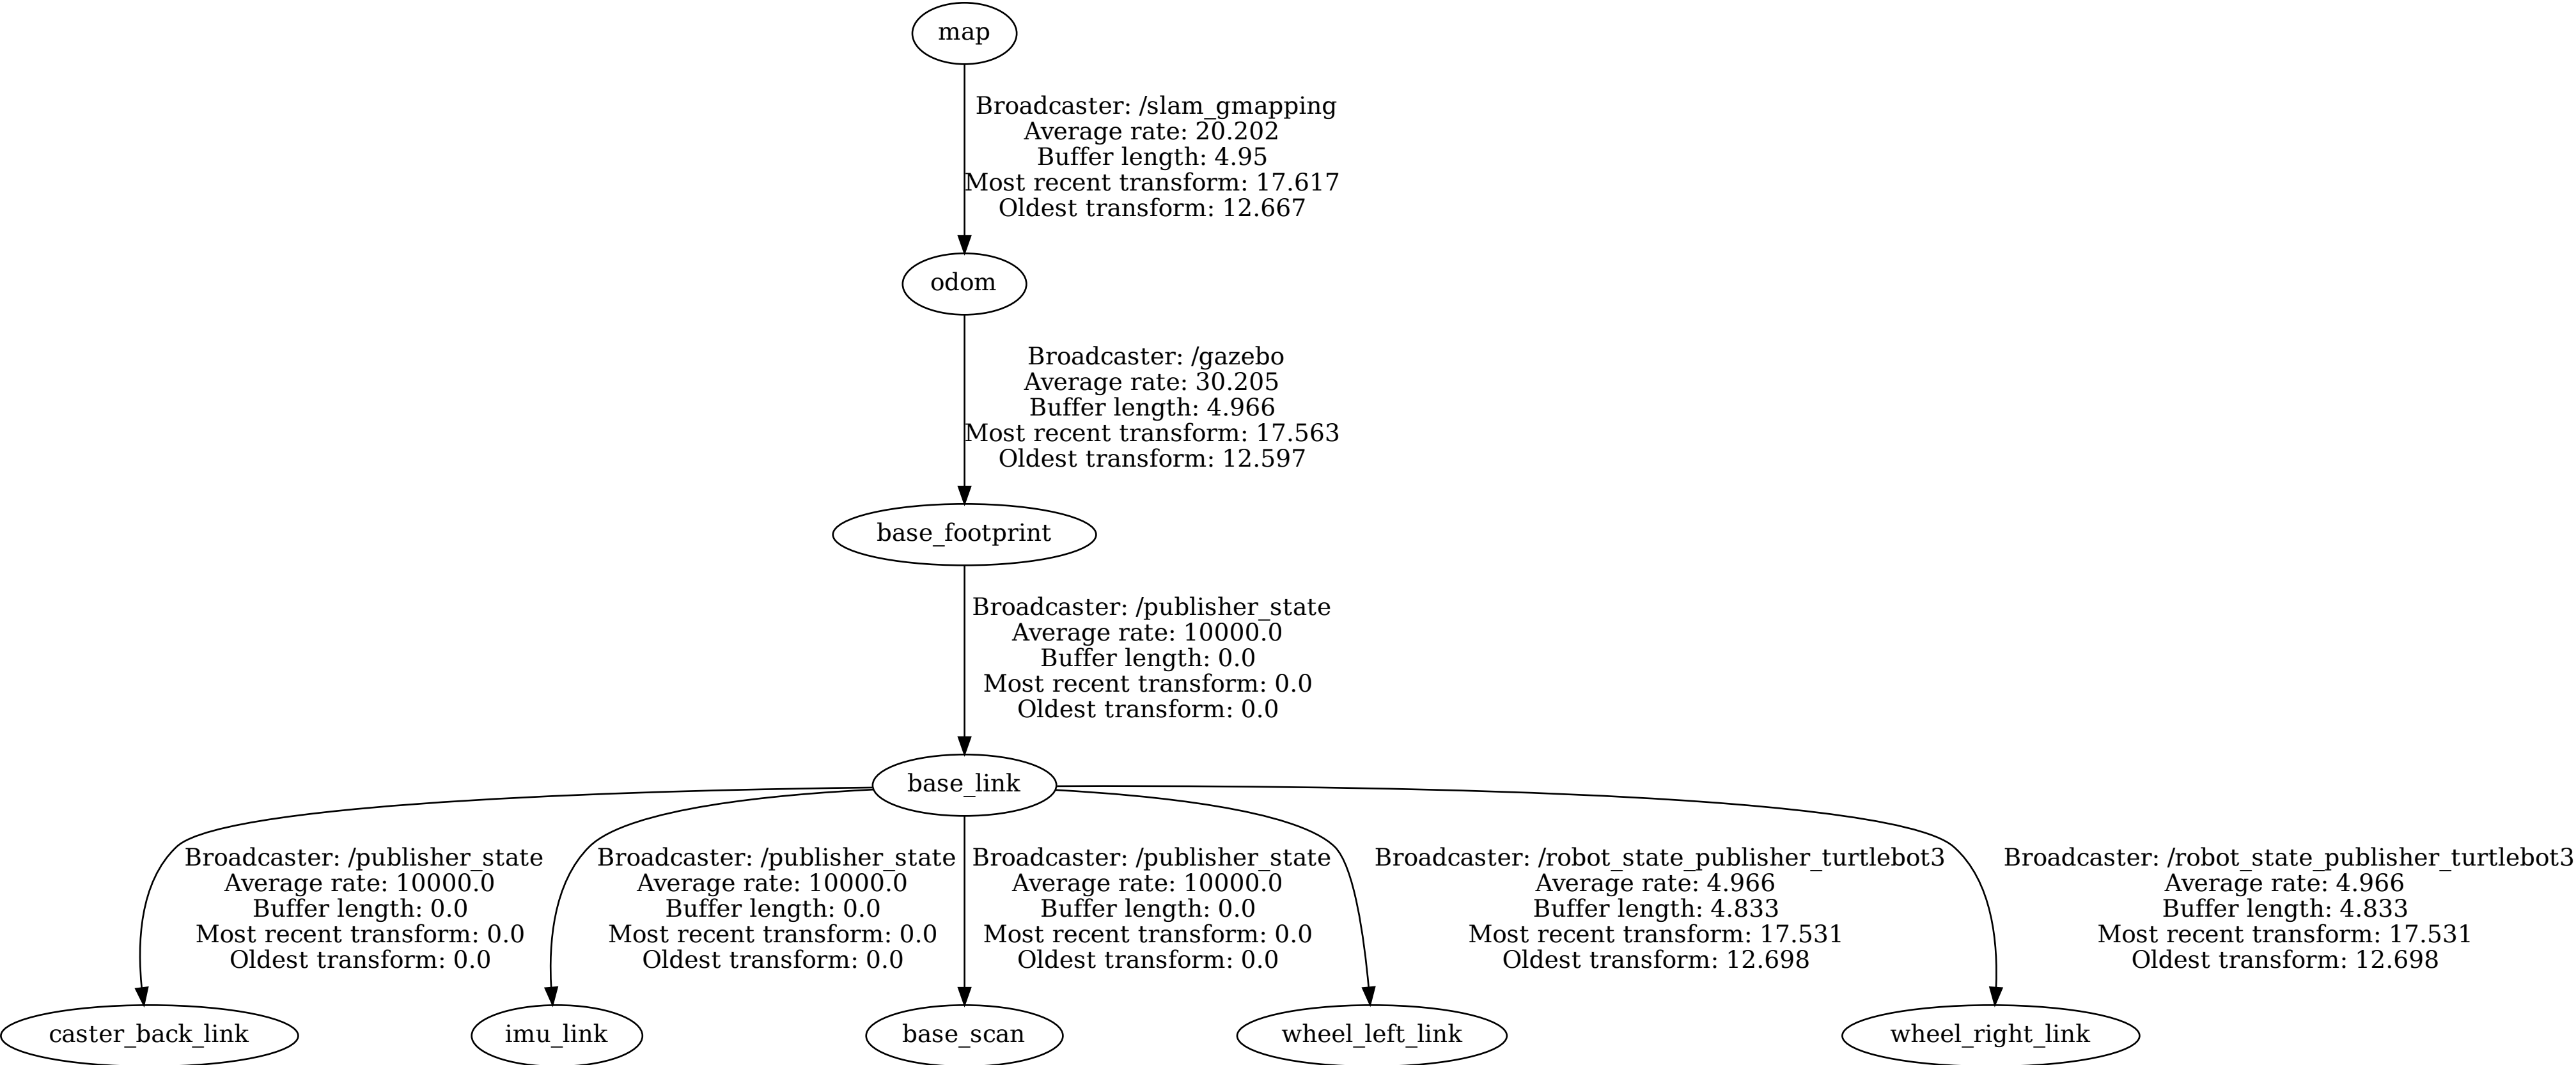 map
Broadcaster: /slam_gmapping
Average rate: 20.202
Buffer length: 4.95
Most recent transform: 17.617
Oldest transform: 12.667
odom
Broadcaster: /gazebo
Average rate: 30.205
Buffer length: 4.966
Most recent transform: 17.563
Oldest transform: 12.597
base_footprint
Broadcaster: /publisher_state
Average rate: 10000.0
Buffer length: 0.0
Most recent transform: 0.0
Oldest transform: 0.0
base_link
Broadcaster: /publisher_state
Average rate: 10000.0
Buffer length: 0.0
Most recent transform: 0.0
Oldest transform: 0.0
Broadcaster: /publisher_state
Average rate: 10000.0
Buffer length: 0.0
Most recent transform: 0.0
Oldest transform: 0.0
Broadcaster: /publisher_state
Average rate: 10000.0
Buffer length: 0.0
Most recent transform: 0.0
Oldest transform: 0.0
Broadcaster: /robot_state_publisher_turtlebot3
Average rate: 4.966
Buffer length: 4.833
Most recent transform: 17.531
Oldest transform: 12.698
Broadcaster: /robot_state_publisher_turtlebot3
Average rate: 4.966
Buffer length: 4.833
Most recent transform: 17.531
Oldest transform: 12.698
caster_back_link
imu_link
base_scan
wheel_left_link
wheel_right_link